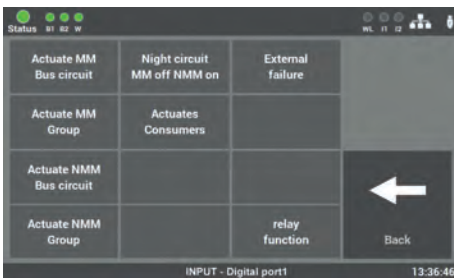 Status B1 B2 W WL I1 I2
Actuate MM
Bus circuit
Night circuit
MM off NMM on
External
failure
Actuate MM
Group
Actuates
Consumers
Actuate NMM
Bus circuit
Actuate NMM
Group
relay
function
Back
INPUT - Digital port1 13:36:46